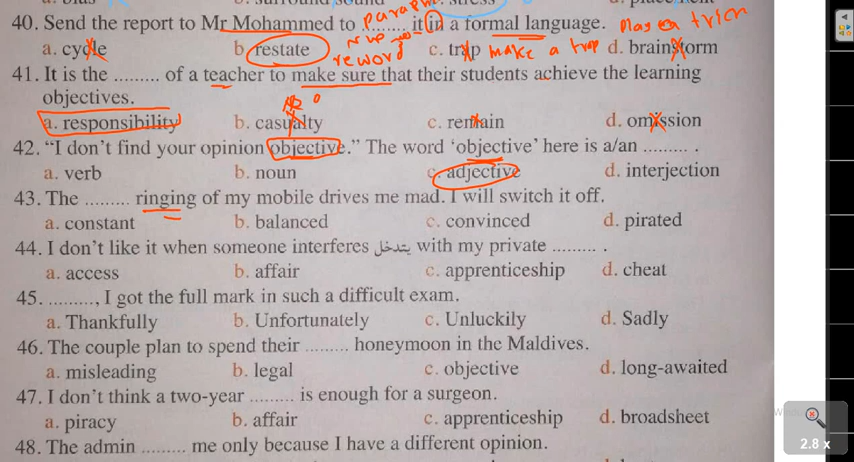 40. Send the report to Mr Mohammed to ........ it in a formal language.
a. cycle b. restate c. trap make a trap d. brainstorm
reword
41. It is the ......... of a teacher to make sure that their students achieve the learning
objectives.
a. responsibility b. casualty c. remain d. omission
42. “I don’t find your opinion objective.” The word ‘objective’ here is a/an ......... .
a. verb b. noun c. adjective d. interjection
43. The ......... ringing of my mobile drives me mad. I will switch it off.
a. constant b. balanced c. convinced d. pirated
44. I don’t like it when someone interferes يتدخل with my private ......... .
a. access b. affair c. apprenticeship d. cheat
45. ........., I got the full mark in such a difficult exam.
a. Thankfully b. Unfortunately c. Unluckily d. Sadly
46. The couple plan to spend their ......... honeymoon in the Maldives.
a. misleading b. legal c. objective d. long-awaited
47. I don’t think a two-year ......... is enough for a surgeon.
a. piracy b. affair c. apprenticeship d. broadsheet
48. The admin ......... me only because I have a different opinion.
2.8 x